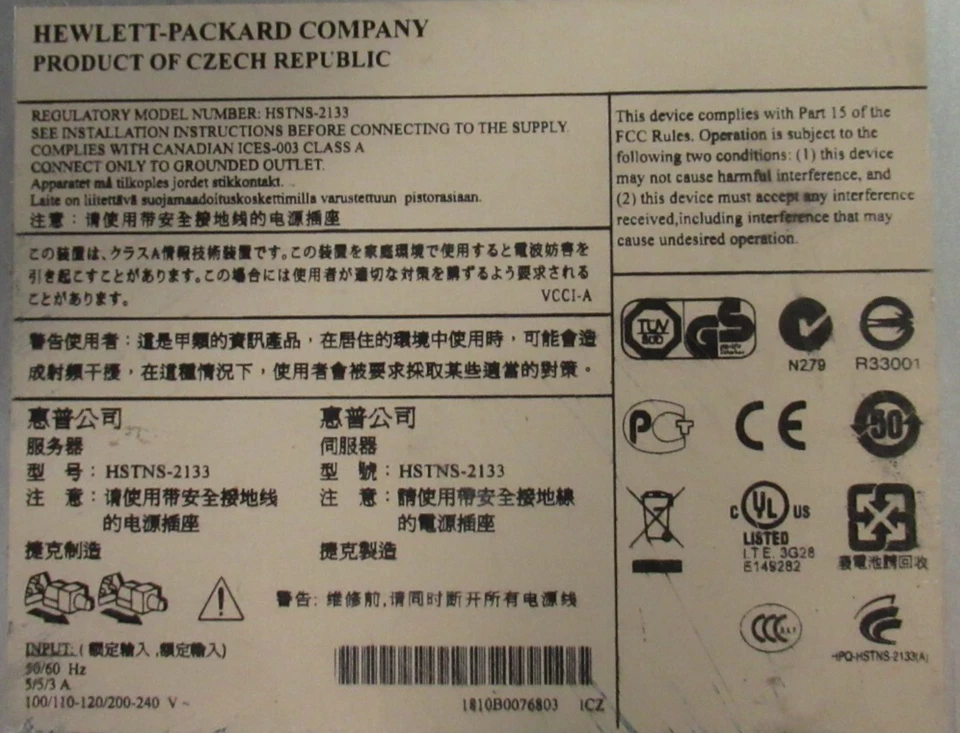 HEWLETT-PACKARD COMPANY
PRODUCT OF CZECH REPUBLIC
REGULATORY MODEL NUMBER: HSTNS-2133
SEE INSTALLATION INSTRUCTIONS BEFORE CONNECTING TO THE SUPPLY.
COMPLIES WITH CANADIAN ICES-003 CLASS A
CONNECT ONLY TO GROUNDED OUTLET.
Apparatet må tilkoples jordet stikkontakt.
Laite on liitettävä suojamaadoituskoskettimilla varustettuun pistorasiaan.
注意：请使用带安全接地线的电源插座
This device complies with Part 15 of the
FCC Rules. Operation is subject to the
following two conditions: (1) this device
may not cause harmful interference, and
(2) this device must accept any interference
received,including interference that may
cause undesired operation.
この装置は、クラスA情報技術装置です。この装置を家庭環境で使用すると電波妨害を
引き起こすことがあります。この場合には使用者が適切な対策を講ずるよう要求される
ことがあります。
VCCI-A
警告使用者：這是甲類的資訊產品，在居住的環境中使用時，可能會造
成射頻干擾，在這種情況下，使用者會被要求採取某些適當的對策。
惠普公司
服务器
型 号：HSTNS-2133
注 意：请使用带安全接地线
的电源插座
捷克制造
惠普公司
伺服器
型 號：HSTNS-2133
注 意：請使用帶安全接地線
的電源插座
捷克製造
警告: 维修前,请同时断开所有电源线
INPUT: ( 额定输入 ,額定輸入)
50/60 Hz
5/5/3 A
100/110-120/200-240 V ~
1810B0076803 1CZ
TUV
GS
N279
R33001
PCT
CE
50
C UL US
LISTED
I.T.E. 3G28
E149282
廢電池請回收
CCC
HPQ-HSTNS-2133(A)